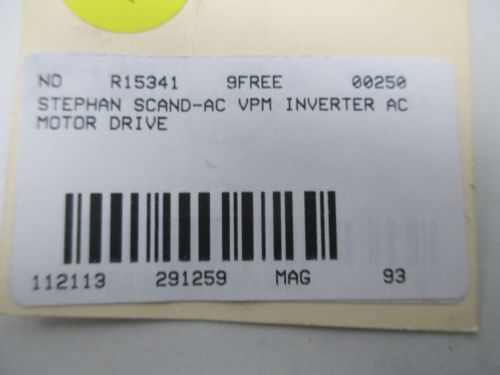 NO R15341 9FREE 00250
STEPHAN SCAND-AC VPM INVERTER AC
MOTOR DRIVE
112113 291259 MAG 93